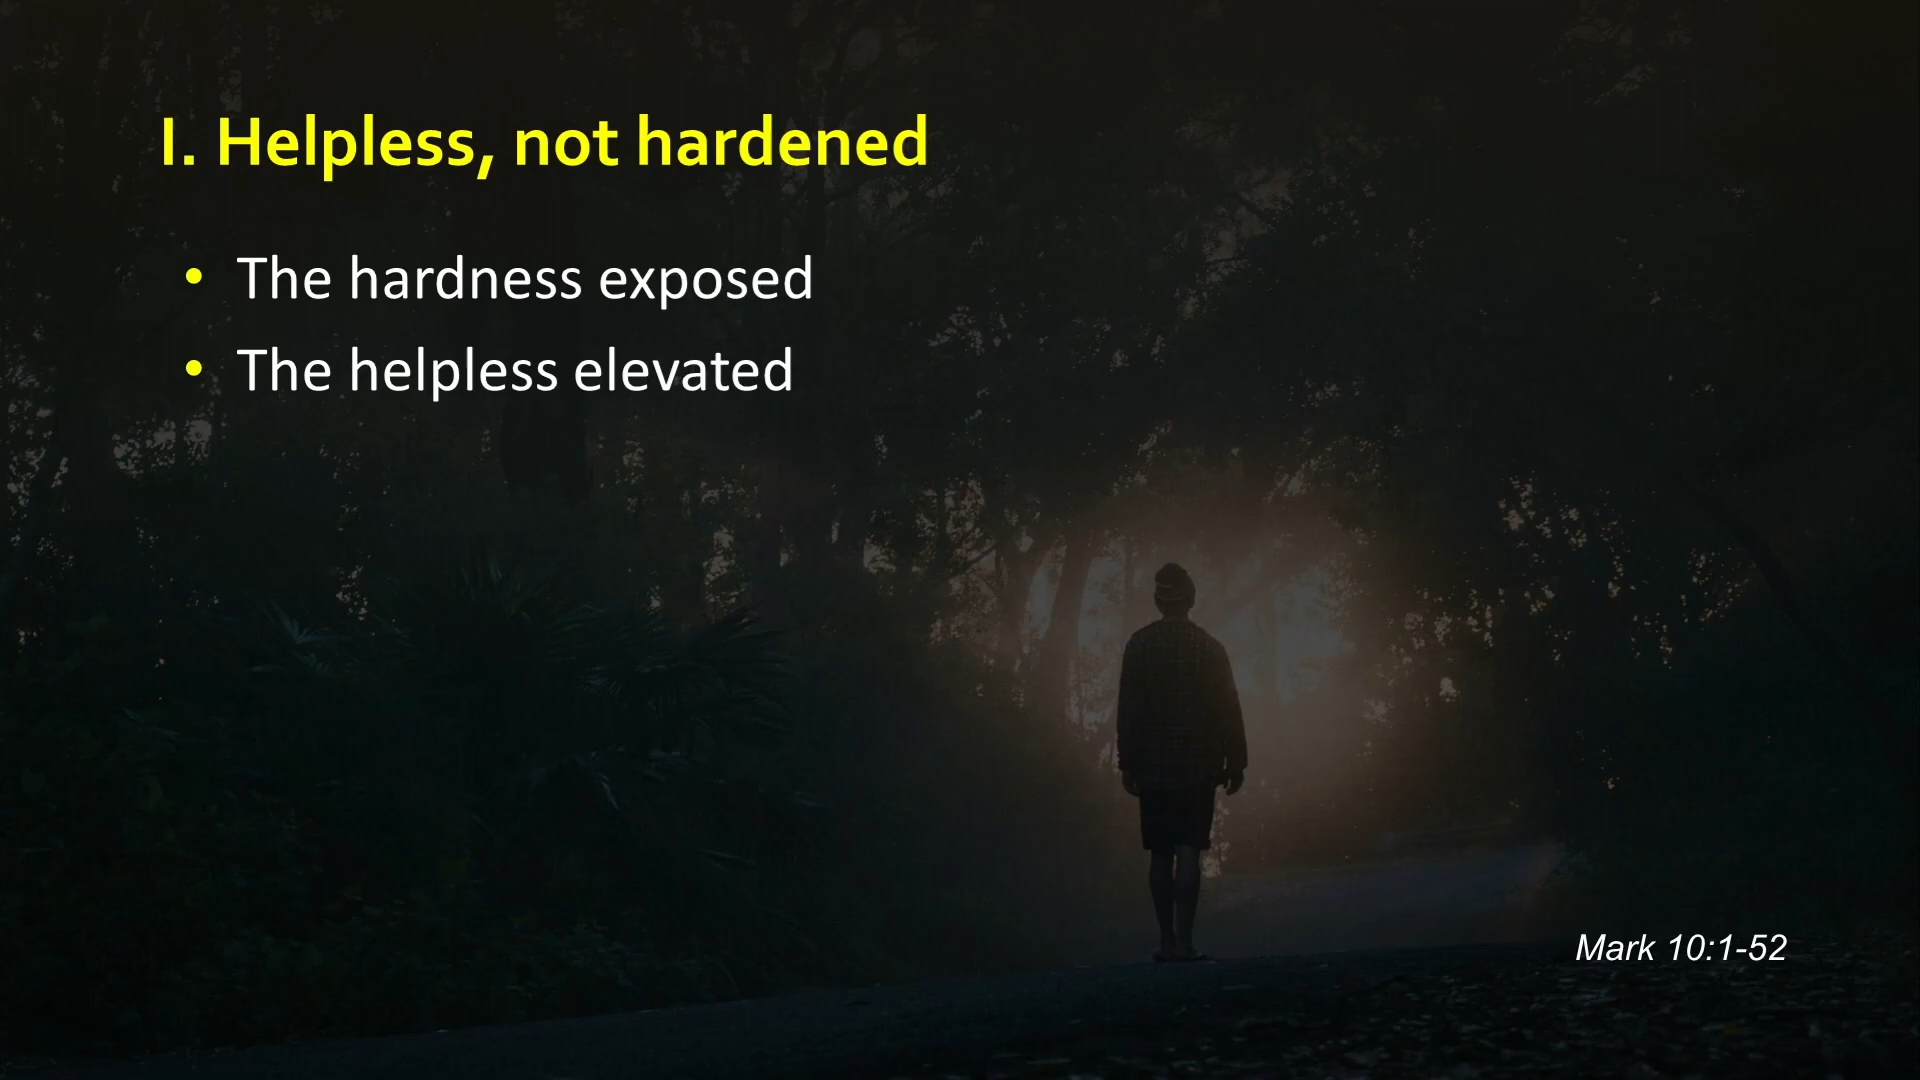 I. Helpless, not hardened
• The hardness exposed
• The helpless elevated
Mark 10:1-52